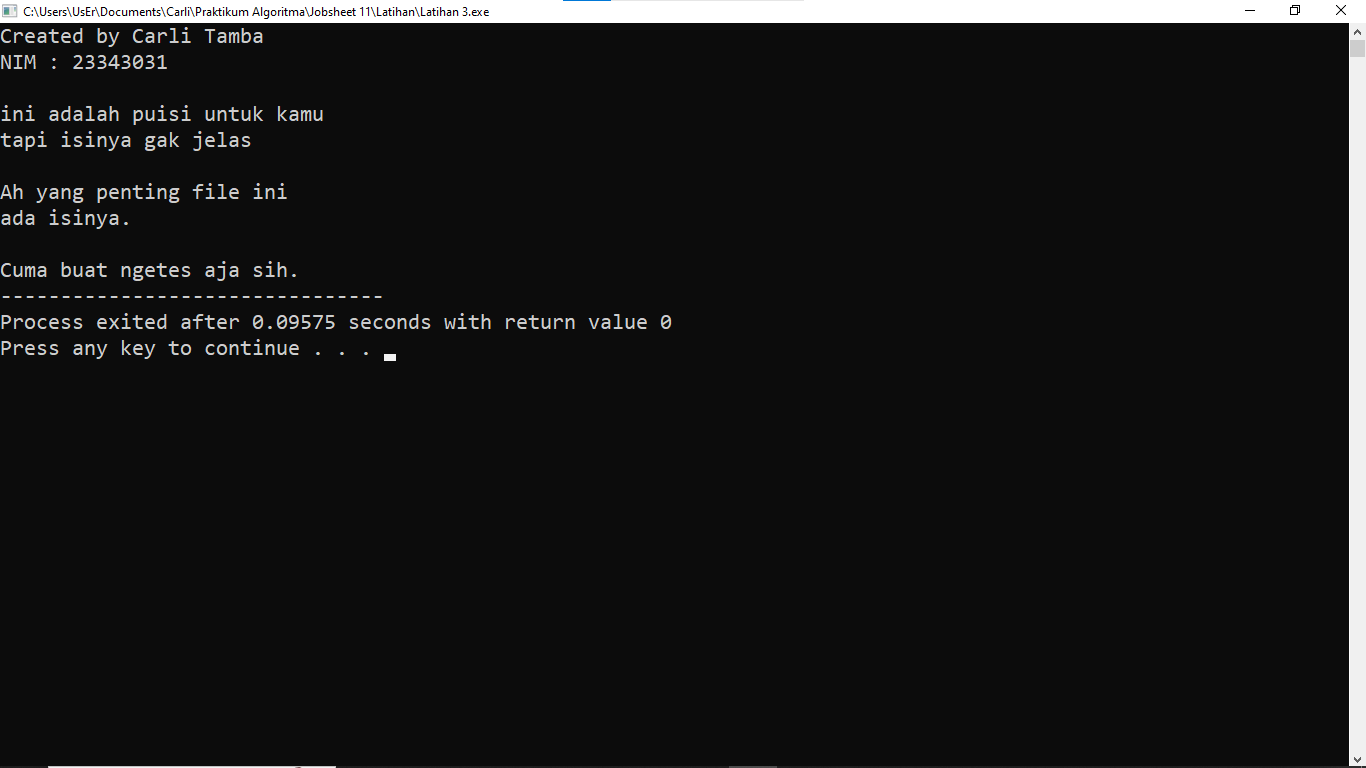 C:\Users\UsEr\Documents\Carli\Praktikum Algoritma\Jobsheet 11\Latihan\Latihan 3.exe
Created by Carli Tamba
NIM : 23343031
ini adalah puisi untuk kamu
tapi isinya gak jelas
Ah yang penting file ini
ada isinya.
Cuma buat ngetes aja sih.
--------------------------------
Process exited after 0.09575 seconds with return value 0
Press any key to continue . . .